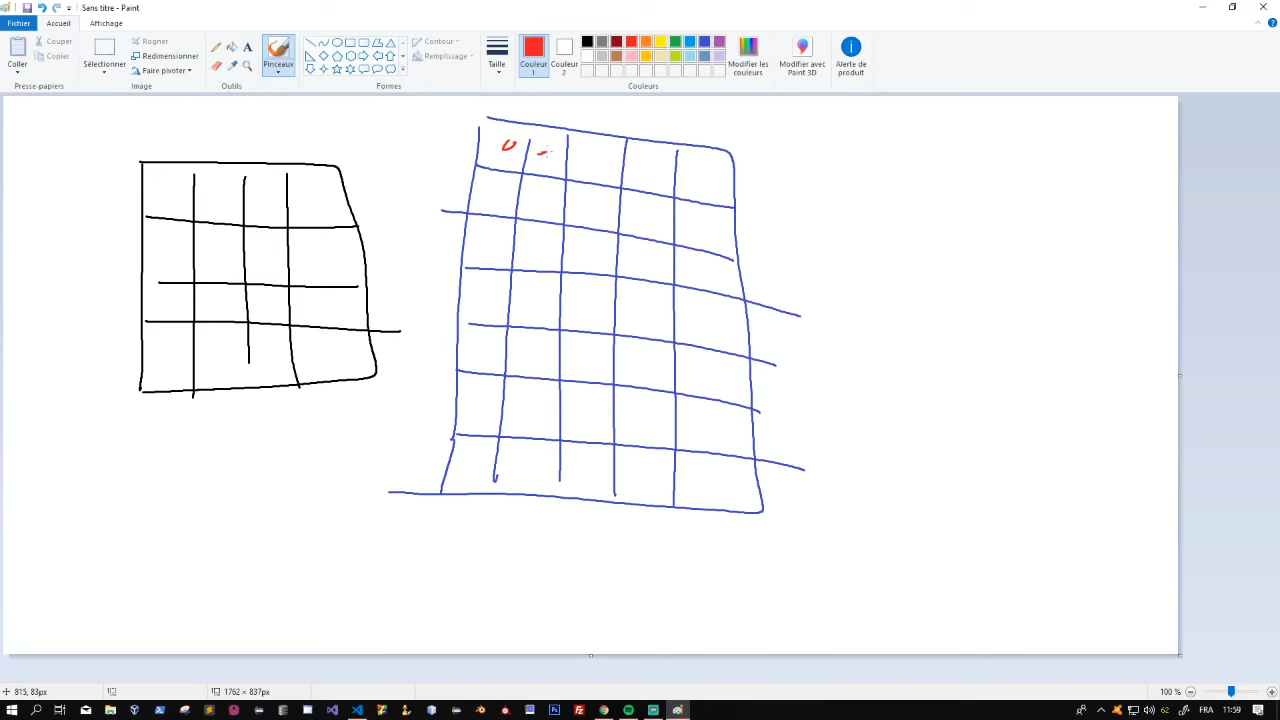 Sans titre - Paint
Fichier Accueil Affichage
Coller
Couper
Copier
Presse-papiers
Sélectionner
Rogner
Redimensionner
Faire pivoter
Image
A
Outils
Pinceaux
Formes
Contour
Remplissage
Taille
Couleur 1
Couleur 2
Modifier les couleurs
Couleurs
Modifier avec Paint 3D
Alerte de produit
815, 83px
1762 × 837px
100 %
62
FRA
11:59